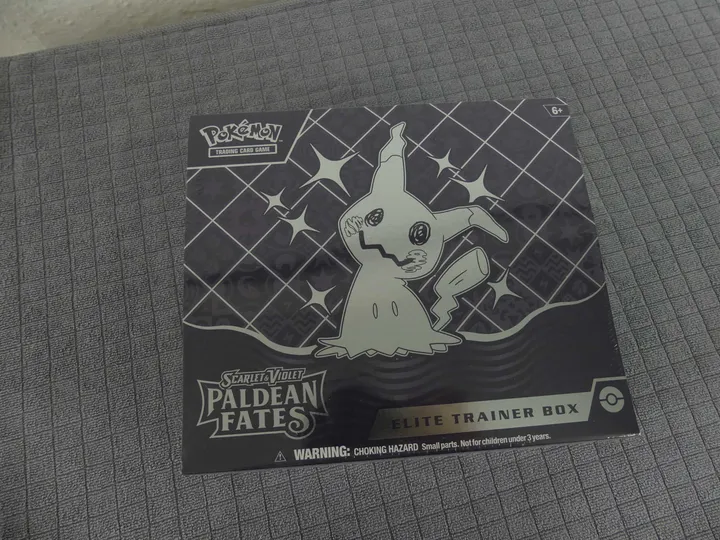 POKéMON
TRADING CARD GAME
6+
SCARLET & VIOLET
PALDEAN
FATES
ELITE TRAINER BOX
⚠ WARNING: CHOKING HAZARD Small parts. Not for children under 3 years.